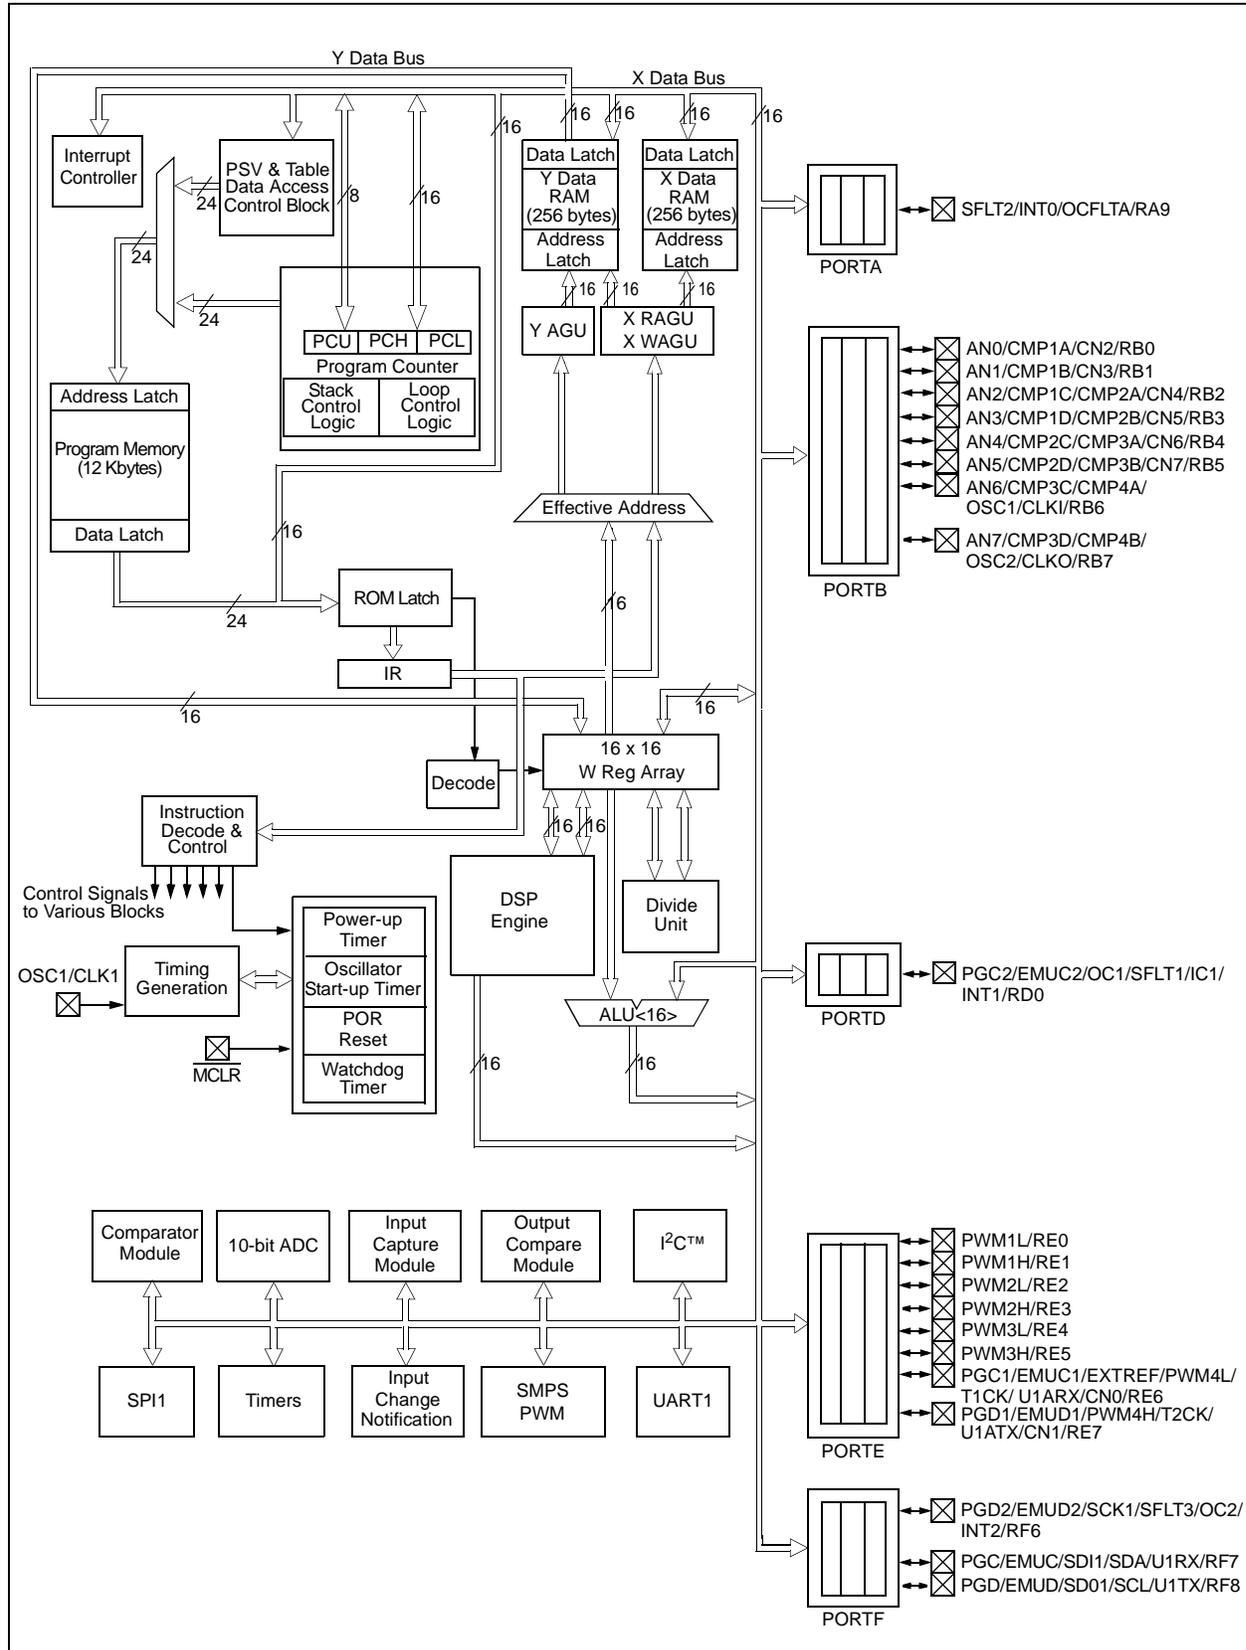 Y Data Bus
X Data Bus
16
16
16
16
16
Interrupt
Controller
PSV & Table
Data Access
Control Block
24
8
16
24
24
Data Latch
Y Data
RAM
(256 bytes)
Address
Latch
Data Latch
X Data
RAM
(256 bytes)
Address
Latch
16
16
16
Y AGU
X RAGU
X WAGU
PCU
PCH
PCL
Program Counter
Stack
Control
Logic
Loop
Control
Logic
Address Latch
Program Memory
(12 Kbytes)
Data Latch
Effective Address
16
24
ROM Latch
16
IR
16
16
16 x 16
W Reg Array
Decode
Instruction
Decode &
Control
16
16
Control Signals
to Various Blocks
DSP
Engine
Divide
Unit
Power-up
Timer
Oscillator
Start-up Timer
POR
Reset
Watchdog
Timer
OSC1/CLK1
Timing
Generation
MCLR
ALU<16>
16
16
Comparator
Module
10-bit ADC
Input
Capture
Module
Output
Compare
Module
I2C™
SPI1
Timers
Input
Change
Notification
SMPS
PWM
UART1
SFLT2/INT0/OCFLTA/RA9
PORTA
AN0/CMP1A/CN2/RB0
AN1/CMP1B/CN3/RB1
AN2/CMP1C/CMP2A/CN4/RB2
AN3/CMP1D/CMP2B/CN5/RB3
AN4/CMP2C/CMP3A/CN6/RB4
AN5/CMP2D/CMP3B/CN7/RB5
AN6/CMP3C/CMP4A/
OSC1/CLKI/RB6
AN7/CMP3D/CMP4B/
OSC2/CLKO/RB7
PORTB
PGC2/EMUC2/OC1/SFLT1/IC1/
INT1/RD0
PORTD
PWM1L/RE0
PWM1H/RE1
PWM2L/RE2
PWM2H/RE3
PWM3L/RE4
PWM3H/RE5
PGC1/EMUC1/EXTREF/PWM4L/
T1CK/ U1ARX/CN0/RE6
PGD1/EMUD1/PWM4H/T2CK/
U1ATX/CN1/RE7
PORTE
PGD2/EMUD2/SCK1/SFLT3/OC2/
INT2/RF6
PGC/EMUC/SDI1/SDA/U1RX/RF7
PGD/EMUD/SD01/SCL/U1TX/RF8
PORTF